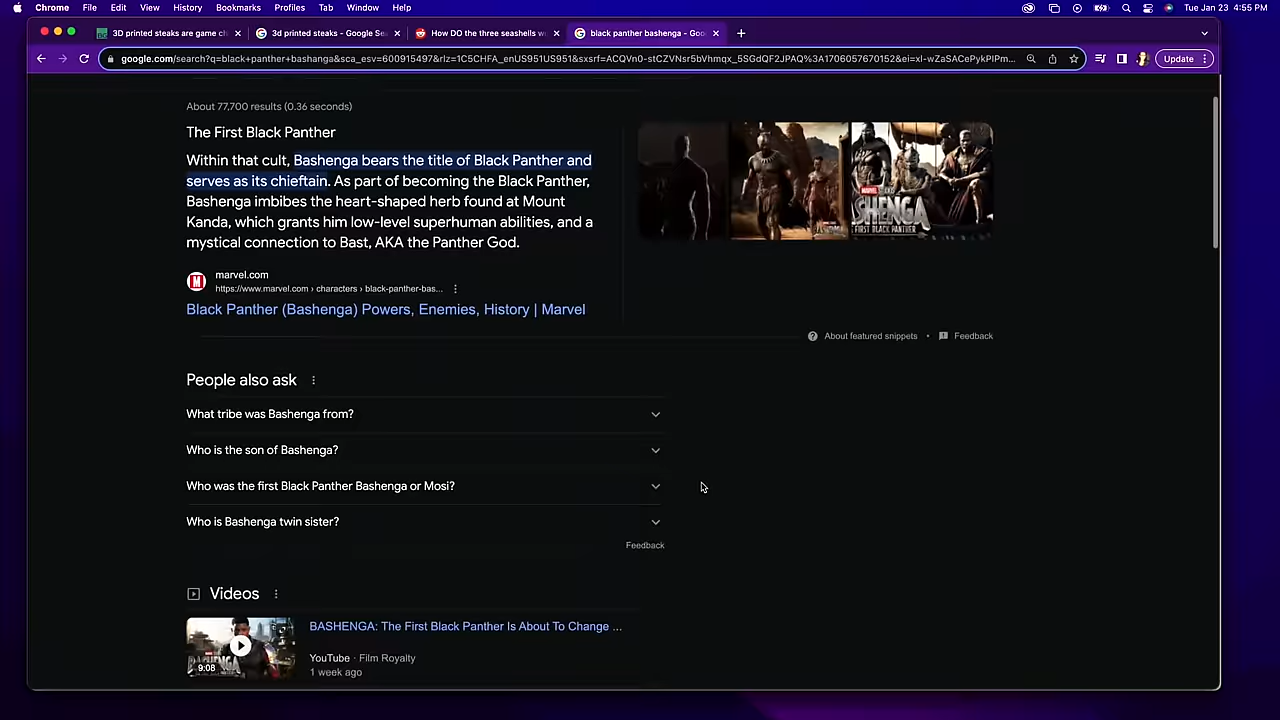 Chrome File Edit View History Bookmarks Profiles Tab Window Help Tue Jan 23 4:55 PM
3D printed steaks are game ch
3d printed steaks - Google Sea
How DO the three seashells w
black panther bashenga - Goo
google.com/search?q=black+panther+bashanga&sca_esv=600915497&rlz=1C5CHFA_enUS951US951&sxsrf=ACQVn0-stCZVNsr5bVhmqx_5SGdQF2JPAQ%3A1706057670152&ei=xl-wZaSACePykPIPm...
Update
About 77,700 results (0.36 seconds)
The First Black Panther
Within that cult, Bashenga bears the title of Black Panther and
serves as its chieftain. As part of becoming the Black Panther,
Bashenga imbibes the heart-shaped herb found at Mount
Kanda, which grants him low-level superhuman abilities, and a
mystical connection to Bast, AKA the Panther God.
MARVEL
SHENGA
FIRST BLACK PANTHER
M
marvel.com
https://www.marvel.com › characters › black-panther-bas...
Black Panther (Bashenga) Powers, Enemies, History | Marvel
About featured snippets • Feedback
People also ask
What tribe was Bashenga from?
Who is the son of Bashenga?
Who was the first Black Panther Bashenga or Mosi?
Who is Bashenga twin sister?
Feedback
Videos
BASHENGA: The First Black Panther Is About To Change ...
YouTube · Film Royalty
1 week ago
9:08